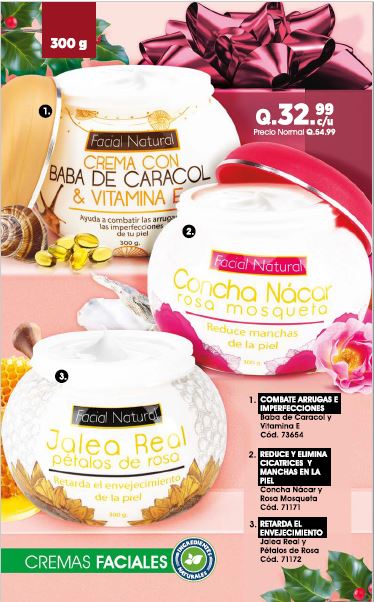 300 g
Q.32.99
c/u
Precio Normal Q.54.99
1.
Facial Natural
CREMA CON
BABA DE CARACOL
& VITAMINA E
Ayuda a combatir las arrugas
las imperfecciones
de tu piel
300 g.
2.
Facial Natural
Concha Nácar
rosa mosqueta
Reduce manchas
de la piel
300 g.
3.
Facial Natural
Jalea Real
pétalos de rosa
Retarda el envejecimiento
de la piel
300 g.
1. COMBATE ARRUGAS E
IMPERFECCIONES
Baba de Caracol y
Vitamina E
Cód. 73654
2. REDUCE Y ELIMINA
CICATRICES Y
MANCHAS EN LA
PIEL
Concha Nácar y
Rosa Mosqueta
Cód. 71171
3. RETARDA EL
ENVEJECIMIENTO
Jalea Real y
Pétalos de Rosa
Cód. 71172
CREMAS FACIALES
INGREDIENTES
NATURALES